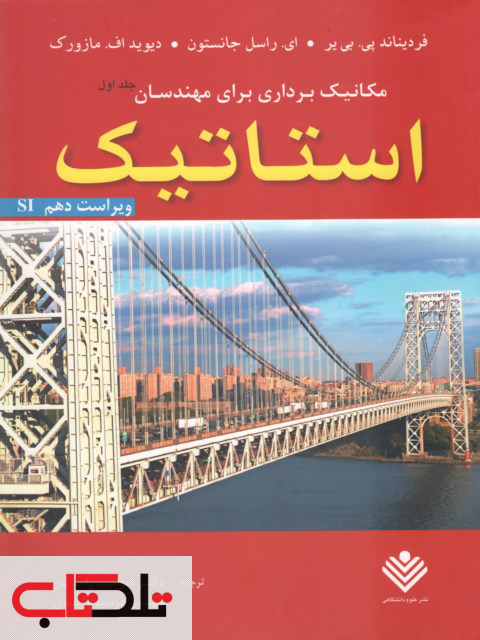 فردیناند پی. بی یر • ای. راسل جانستون • دیوید اف. مازورک
مکانیک برداری برای مهندسان جلد اول
استاتیک
ویراست دهم SI
نشر علوم دانشگاهی
تلکتاب